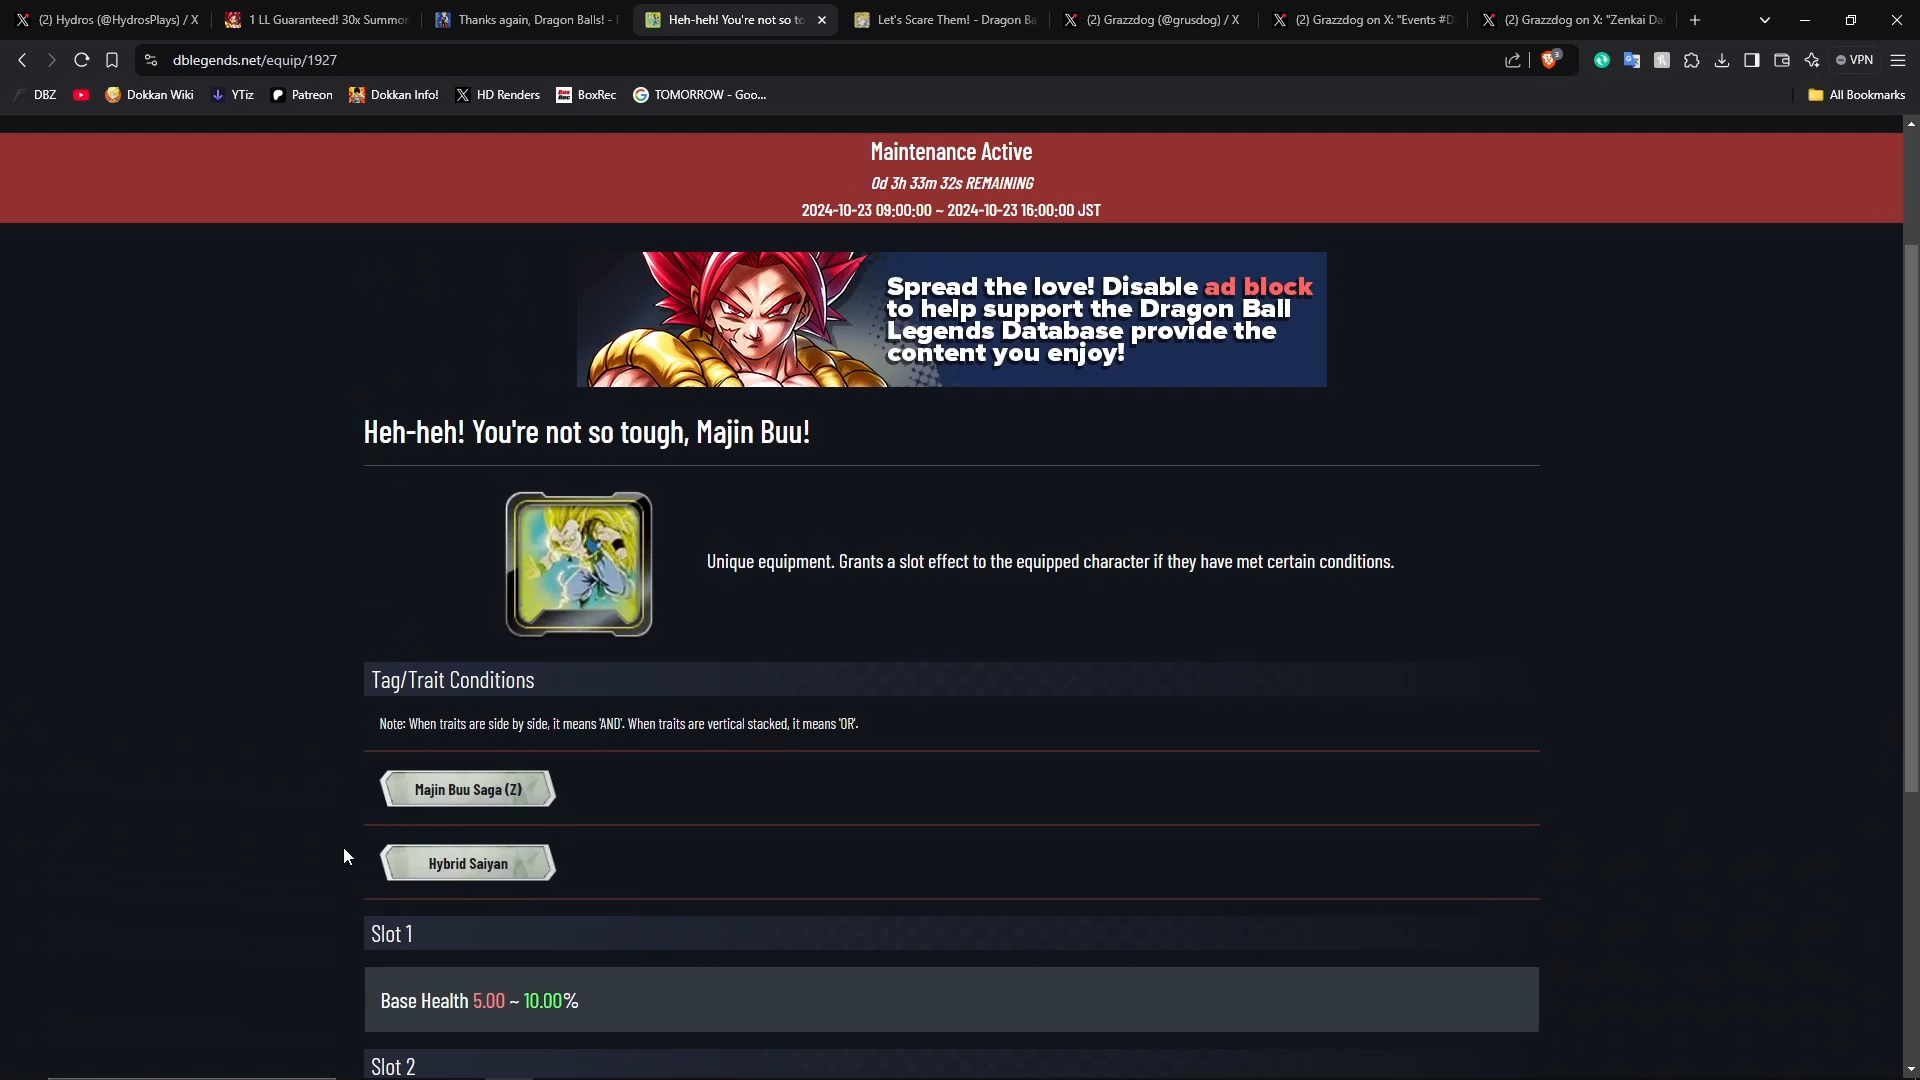 (2) Hydros (@HydrosPlays) / X
1 LL Guaranteed! 30x Summon
Thanks again, Dragon Balls! - D
Heh-heh! You're not so to
Let's Scare Them! - Dragon Ba
(2) Grazzdog (@grusdog) / X
(2) Grazzdog on X: "Events #D
(2) Grazzdog on X: "Zenkai Da
dblegends.net/equip/1927
3
VPN
DBZ
Dokkan Wiki
YTiz
Patreon
Dokkan Info!
HD Renders
BoxRec
TOMORROW - Goo...
All Bookmarks
Maintenance Active
0d 3h 33m 32s REMAINING
2024-10-23 09:00:00 ~ 2024-10-23 16:00:00 JST
Spread the love! Disable ad block
to help support the Dragon Ball
Legends Database provide the
content you enjoy!
Heh-heh! You're not so tough, Majin Buu!
Unique equipment. Grants a slot effect to the equipped character if they have met certain conditions.
Tag/Trait Conditions
Note: When traits are side by side, it means 'AND'. When traits are vertical stacked, it means 'OR'.
Majin Buu Saga (Z)
Hybrid Saiyan
Slot 1
Base Health 5.00 ~ 10.00%
Slot 2